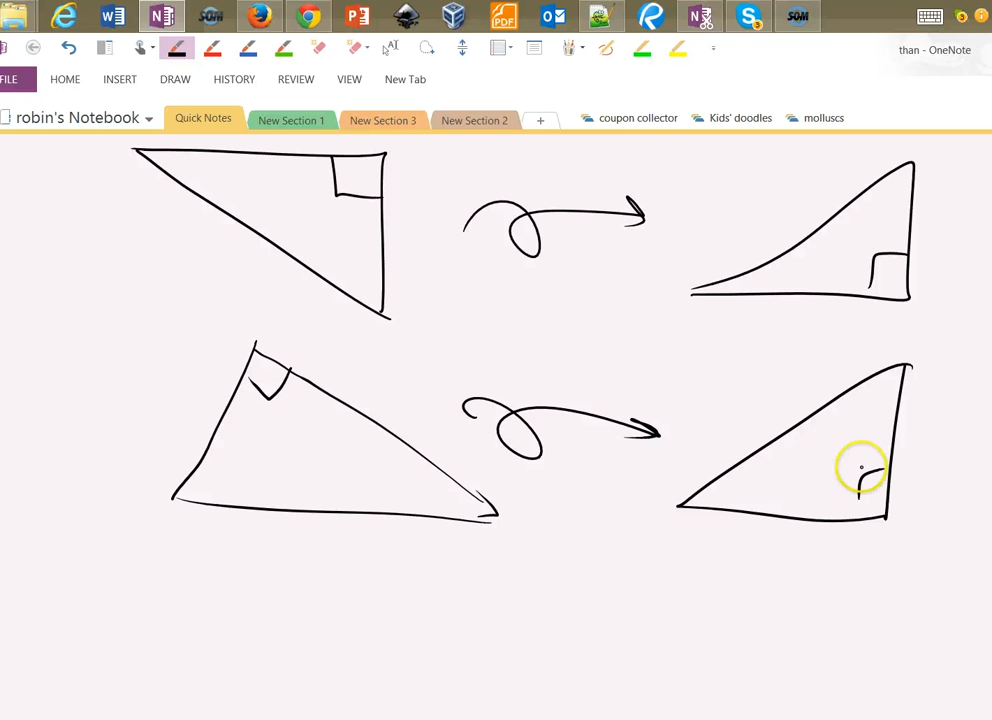 than - OneNote
FILE HOME INSERT DRAW HISTORY REVIEW VIEW New Tab
robin's Notebook Quick Notes New Section 1 New Section 3 New Section 2 + coupon collector Kids' doodles molluscs